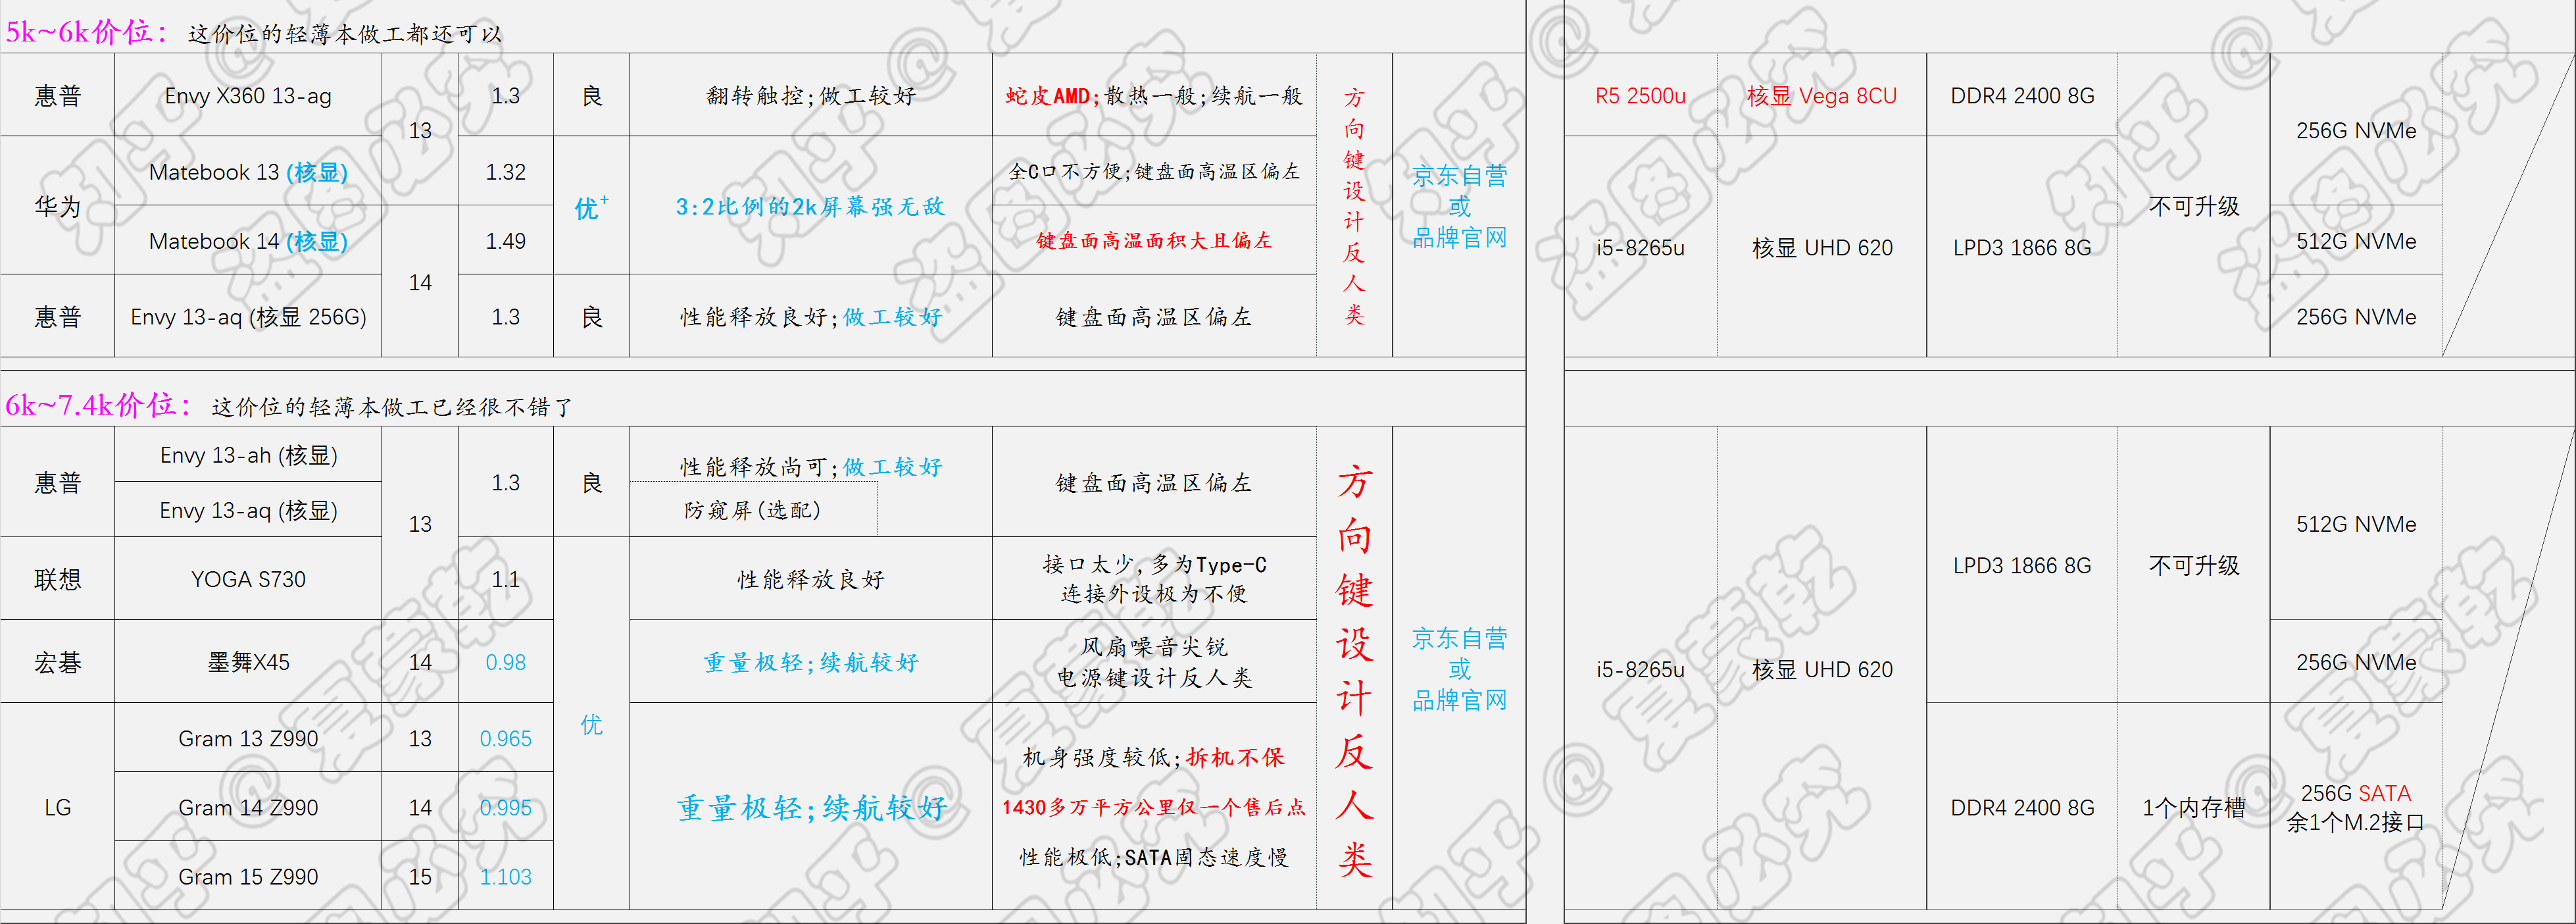 5k~6k价位：这价位的轻薄本做工都还可以
惠普
Envy X360 13-ag
13
1.3
良
翻转触控;做工较好
蛇皮AMD;散热一般;续航一般
方向键设计反人类
京东自营
或
品牌官网
R5 2500u
核显 Vega 8CU
DDR4 2400 8G
不可升级
256G NVMe
华为
Matebook 13 (核显)
1.32
优+
3:2比例的2k屏幕强无敌
全C口不方便;键盘面高温区偏左
i5-8265u
核显 UHD 620
LPD3 1866 8G
Matebook 14 (核显)
14
1.49
键盘面高温面积大且偏左
512G NVMe
惠普
Envy 13-aq (核显 256G)
1.3
良
性能释放良好;做工较好
键盘面高温区偏左
256G NVMe
6k~7.4k价位：这价位的轻薄本做工已经很不错了
惠普
Envy 13-ah (核显)
Envy 13-aq (核显)
13
1.3
良
性能释放尚可;做工较好
防窥屏(选配)
键盘面高温区偏左
方向键设计反人类
京东自营
或
品牌官网
i5-8265u
核显 UHD 620
LPD3 1866 8G
不可升级
512G NVMe
联想
YOGA S730
1.1
优
性能释放良好
接口太少,多为Type-C
连接外设极为不便
宏碁
墨舞X45
14
0.98
重量极轻;续航较好
风扇噪音尖锐
电源键设计反人类
256G NVMe
LG
Gram 13 Z990
13
0.965
Gram 14 Z990
14
0.995
Gram 15 Z990
15
1.103
重量极轻;续航较好
机身强度较低;拆机不保
1430多万平方公里仅一个售后点
性能极低;SATA固态速度慢
DDR4 2400 8G
1个内存槽
256G SATA
余1个M.2接口
知乎 @ 夏蒙乾
盗图必究